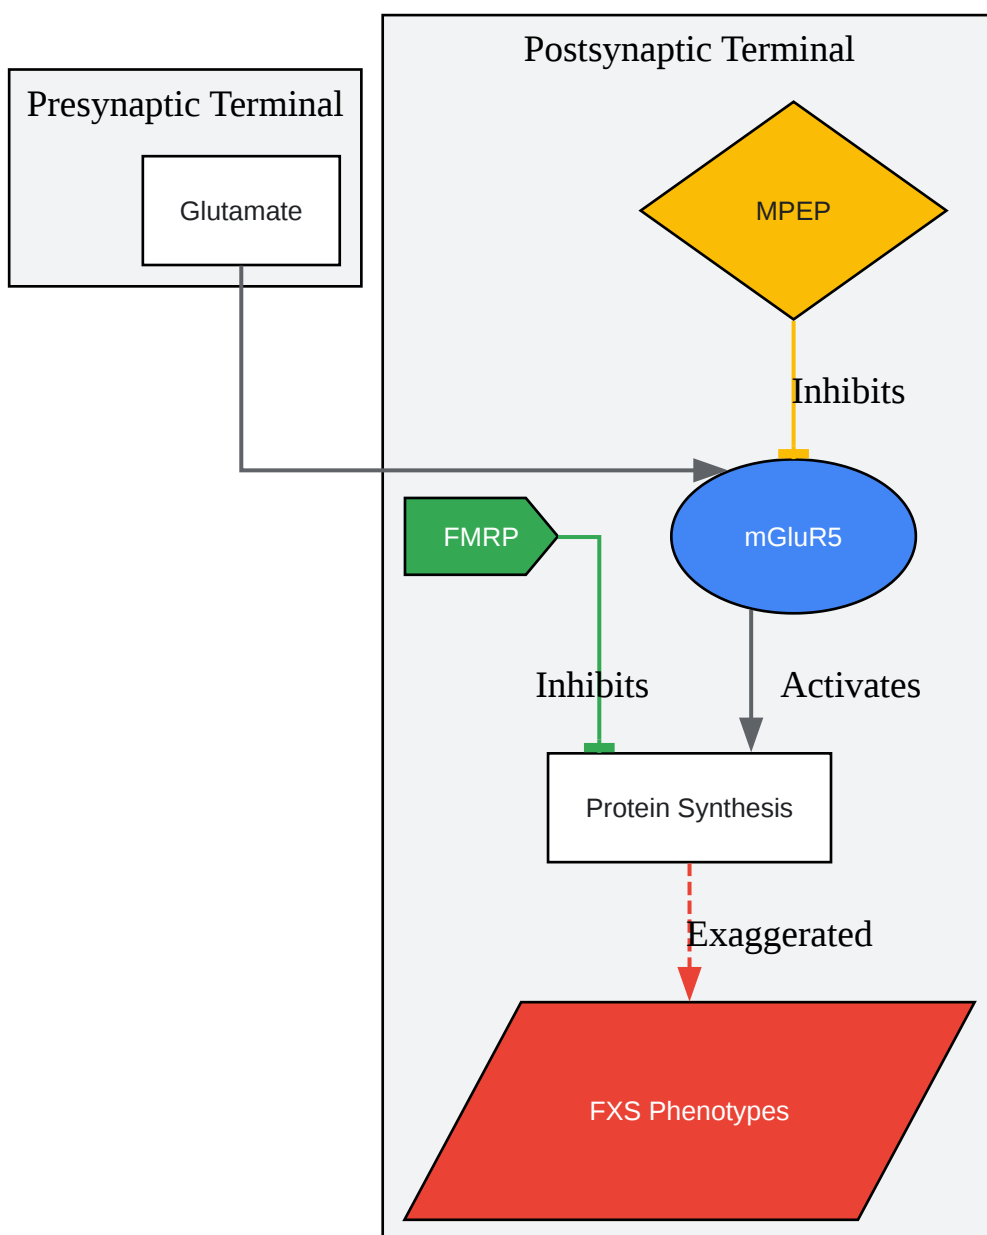 Postsynaptic Terminal
Presynaptic Terminal
Glutamate
MPEP
Inhibits
FMRP
mGluR5
Inhibits
Activates
Protein Synthesis
Exaggerated
FXS Phenotypes